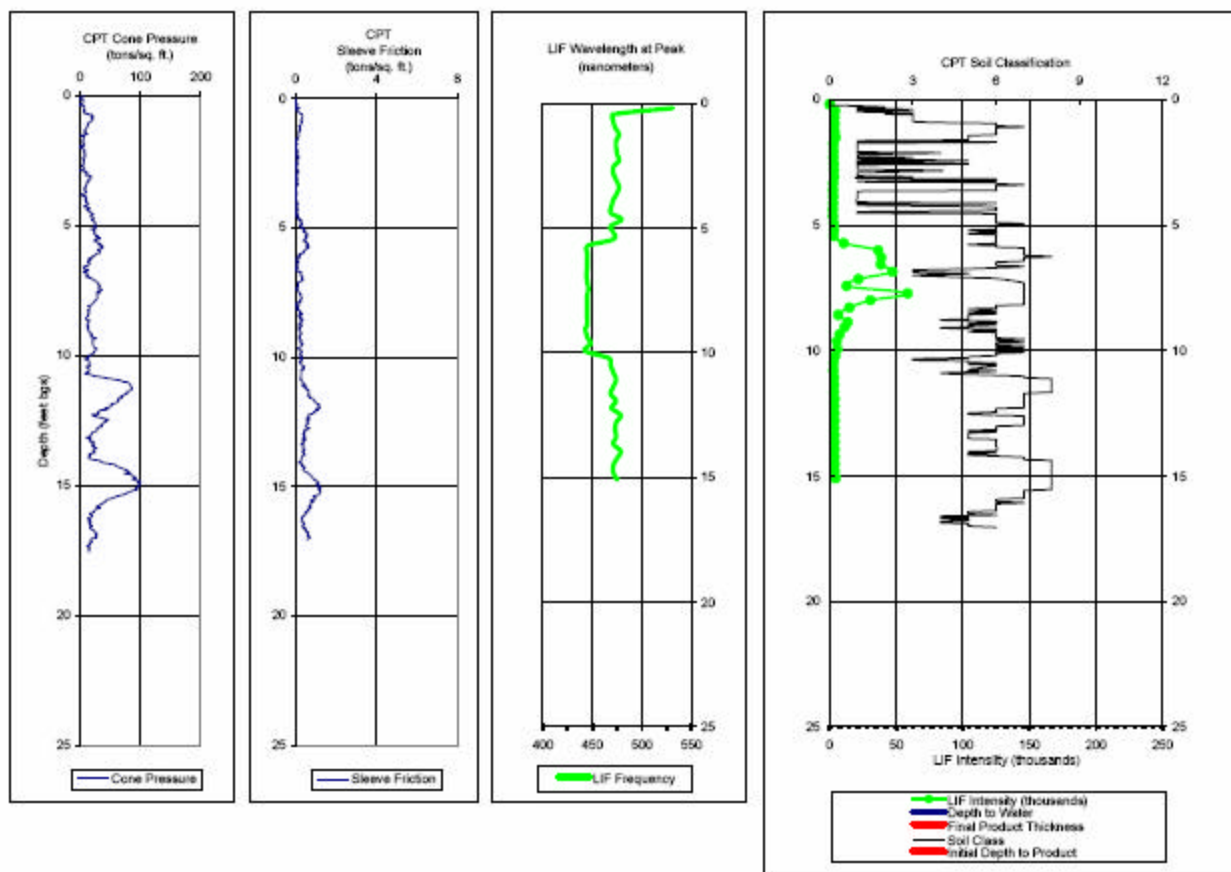 CPT Cone Pressure
(tons/sq. ft.)
0 100 200
0
5
10
15
20
25
Depth (feet bgs)
Cone Pressure
CPT
Sleeve Friction
(tons/sq. ft.)
0 4 8
0
5
10
15
20
25
Sleeve Friction
LIF Wavelength at Peak
(nanometers)
0
5
10
15
20
25
400 450 500 550
LIF Frequency
CPT Soil Classification
0 3 6 9 12
0 0
5 5
10 10
15 15
20 20
25 25
0 50 100 150 200 250
LIF Intensity (thousands)
LIF Intensity (thousands)
Depth to Water
Final Product Thickness
Soil Class
Initial Depth to Product